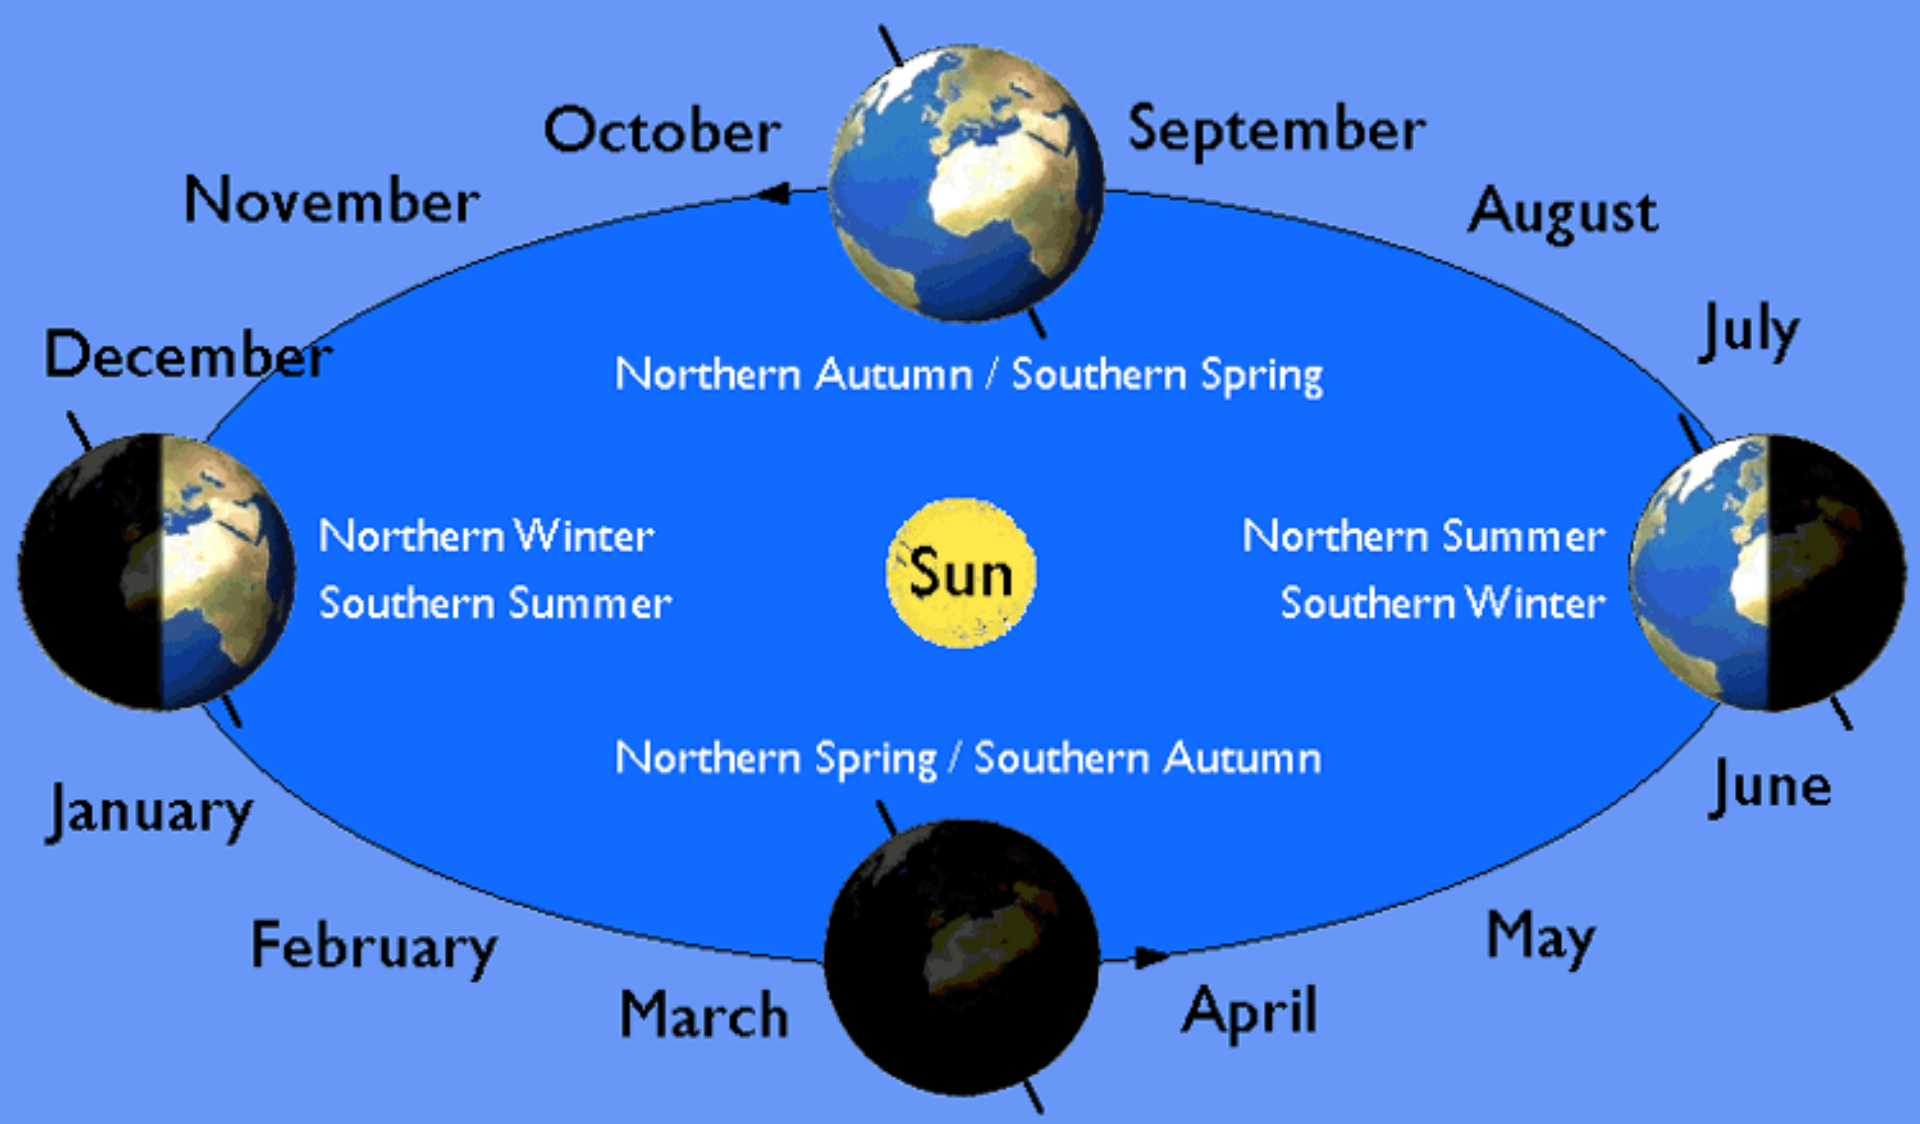 October
September
November
August
July
December
Northern Autumn / Southern Spring
Northern Winter
Southern Summer
Sun
Northern Summer
Southern Winter
Northern Spring / Southern Autumn
January
June
February
May
March
April